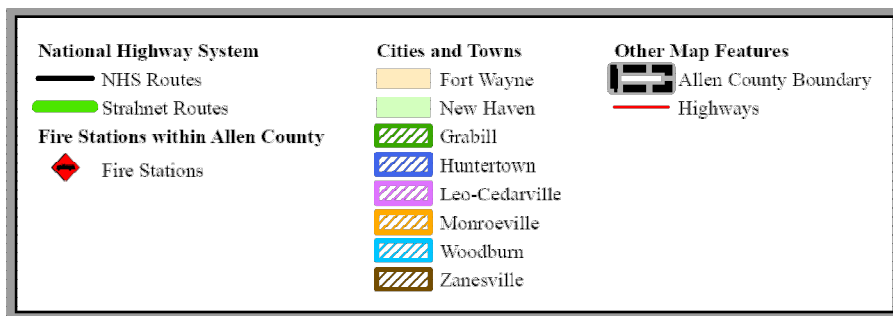 National Highway System
NHS Routes
Strahnet Routes
Fire Stations within Allen County
Fire Stations
Cities and Towns
Fort Wayne
New Haven
Grabill
Huntertown
Leo-Cedarville
Monroeville
Woodburn
Zanesville
Other Map Features
Allen County Boundary
Highways